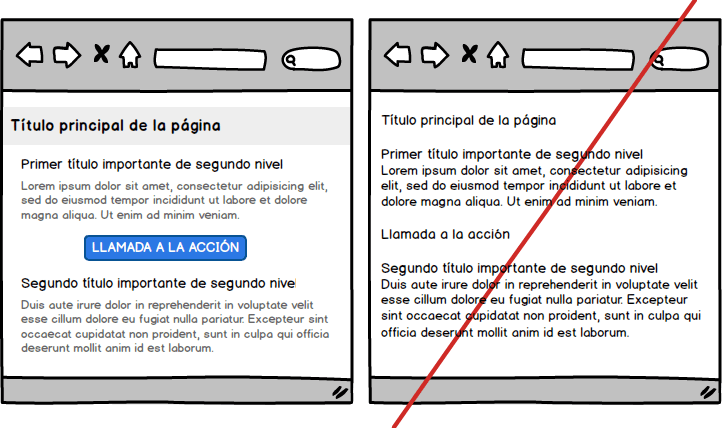 Título principal de la página
Primer título importante de segundo nivel
Lorem ipsum dolor sit amet, consectetur adipisicing elit,
sed do eiusmod tempor incididunt ut labore et dolore
magna aliqua. Ut enim ad minim veniam.
LLAMADA A LA ACCIÓN
Segundo título importante de segundo nivel
Duis aute irure dolor in reprehenderit in voluptate velit
esse cillum dolore eu fugiat nulla pariatur. Excepteur sint
occaecat cupidatat non proident, sunt in culpa qui officia
deserunt mollit anim id est laborum.
Título principal de la página
Primer título importante de segundo nivel
Lorem ipsum dolor sit amet, consectetur adipisicing
elit, sed do eiusmod tempor incididunt ut labore et
dolore magna aliqua. Ut enim ad minim veniam.
Llamada a la acción
Segundo título importante de segundo nivel
Duis aute irure dolor in reprehenderit in voluptate velit
esse cillum dolore eu fugiat nulla pariatur. Excepteur
sint occaecat cupidatat non proident, sunt in culpa qui
officia deserunt mollit anim id est laborum.